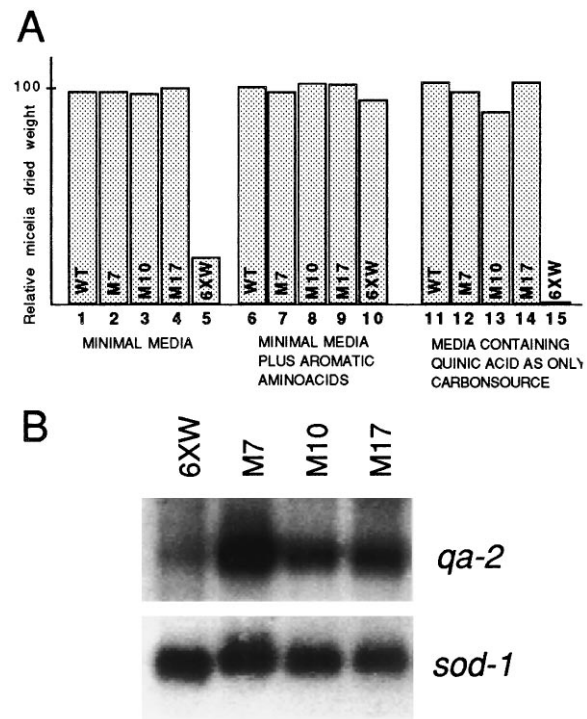 A
100
Relative micelia dried weight
WT M7 M10 M17 6XW WT M7 M10 M17 6XW WT M7 M10 M17 6XW
1 2 3 4 5 6 7 8 9 10 11 12 13 14 15
MINIMAL MEDIA
MINIMAL MEDIA
PLUS AROMATIC
AMINOACIDS
MEDIA CONTAINING
QUINIC ACID AS ONLY
CARBONSOURCE
B
6XW M7 M10 M17
qa-2
sod-1